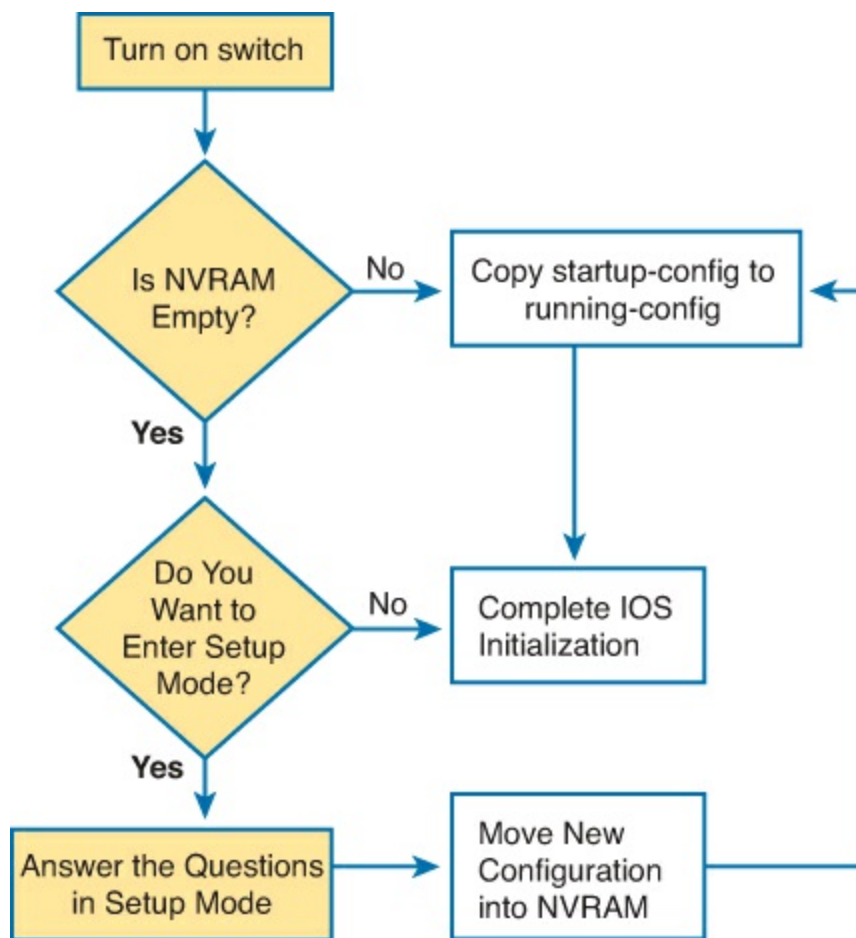 Turn on switch
Is NVRAM
Empty?
No
Copy startup-config to
running-config
Yes
Do You
Want to
Enter Setup
Mode?
No
Complete IOS
Initialization
Yes
Answer the Questions
in Setup Mode
Move New
Configuration
into NVRAM